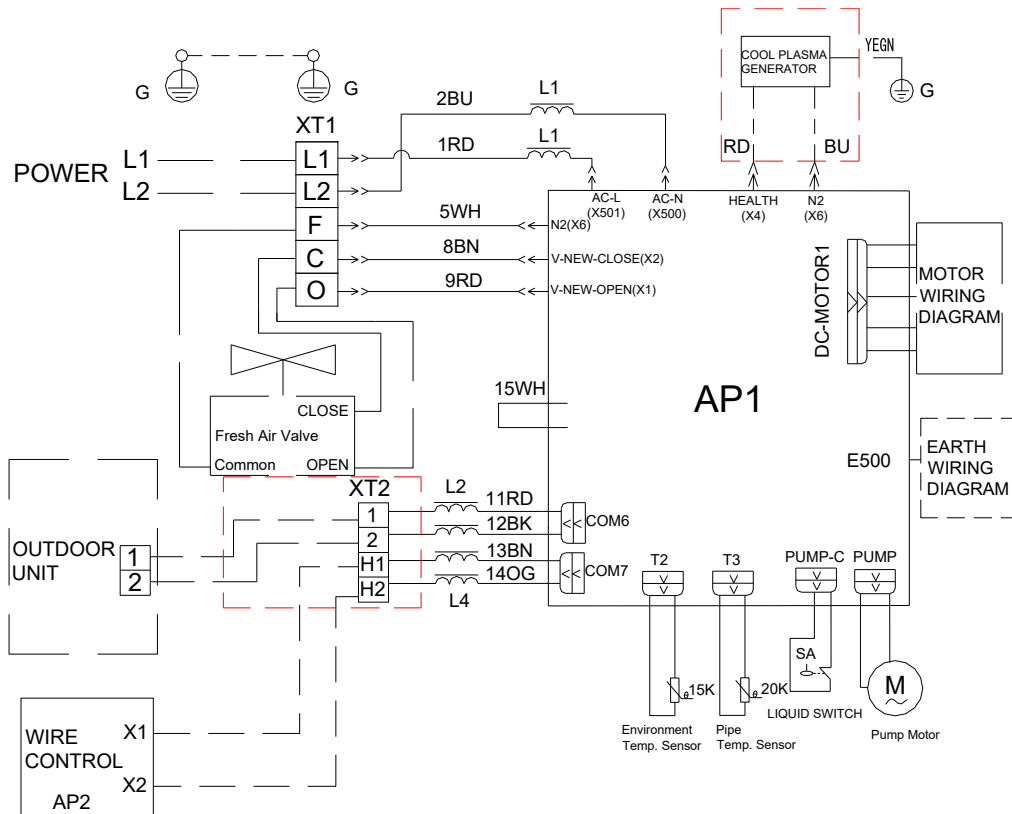 G
G
XT1
POWER
L1
L2
L1
L2
F
C
O
2BU
L1
1RD
L1
5WH
8BN
9RD
COOL PLASMA
GENERATOR
YEGN
G
RD
BU
AC-L
(X501)
AC-N
(X500)
HEALTH
(X4)
N2
(X6)
N2(X6)
V-NEW-CLOSE(X2)
V-NEW-OPEN(X1)
DC-MOTOR1
MOTOR
WIRING
DIAGRAM
15WH
AP1
CLOSE
Fresh Air Valve
Common
OPEN
E500
EARTH
WIRING
DIAGRAM
OUTDOOR
UNIT
1
2
XT2
1
2
H1
H2
L2
11RD
12BK
13BN
14OG
L4
COM6
COM7
T2
T3
PUMP-C
PUMP
θ
15K
θ
20K
SA
M
LIQUID SWITCH
Environment
Temp. Sensor
Pipe
Temp. Sensor
Pump Motor
WIRE
CONTROL
AP2
X1
X2